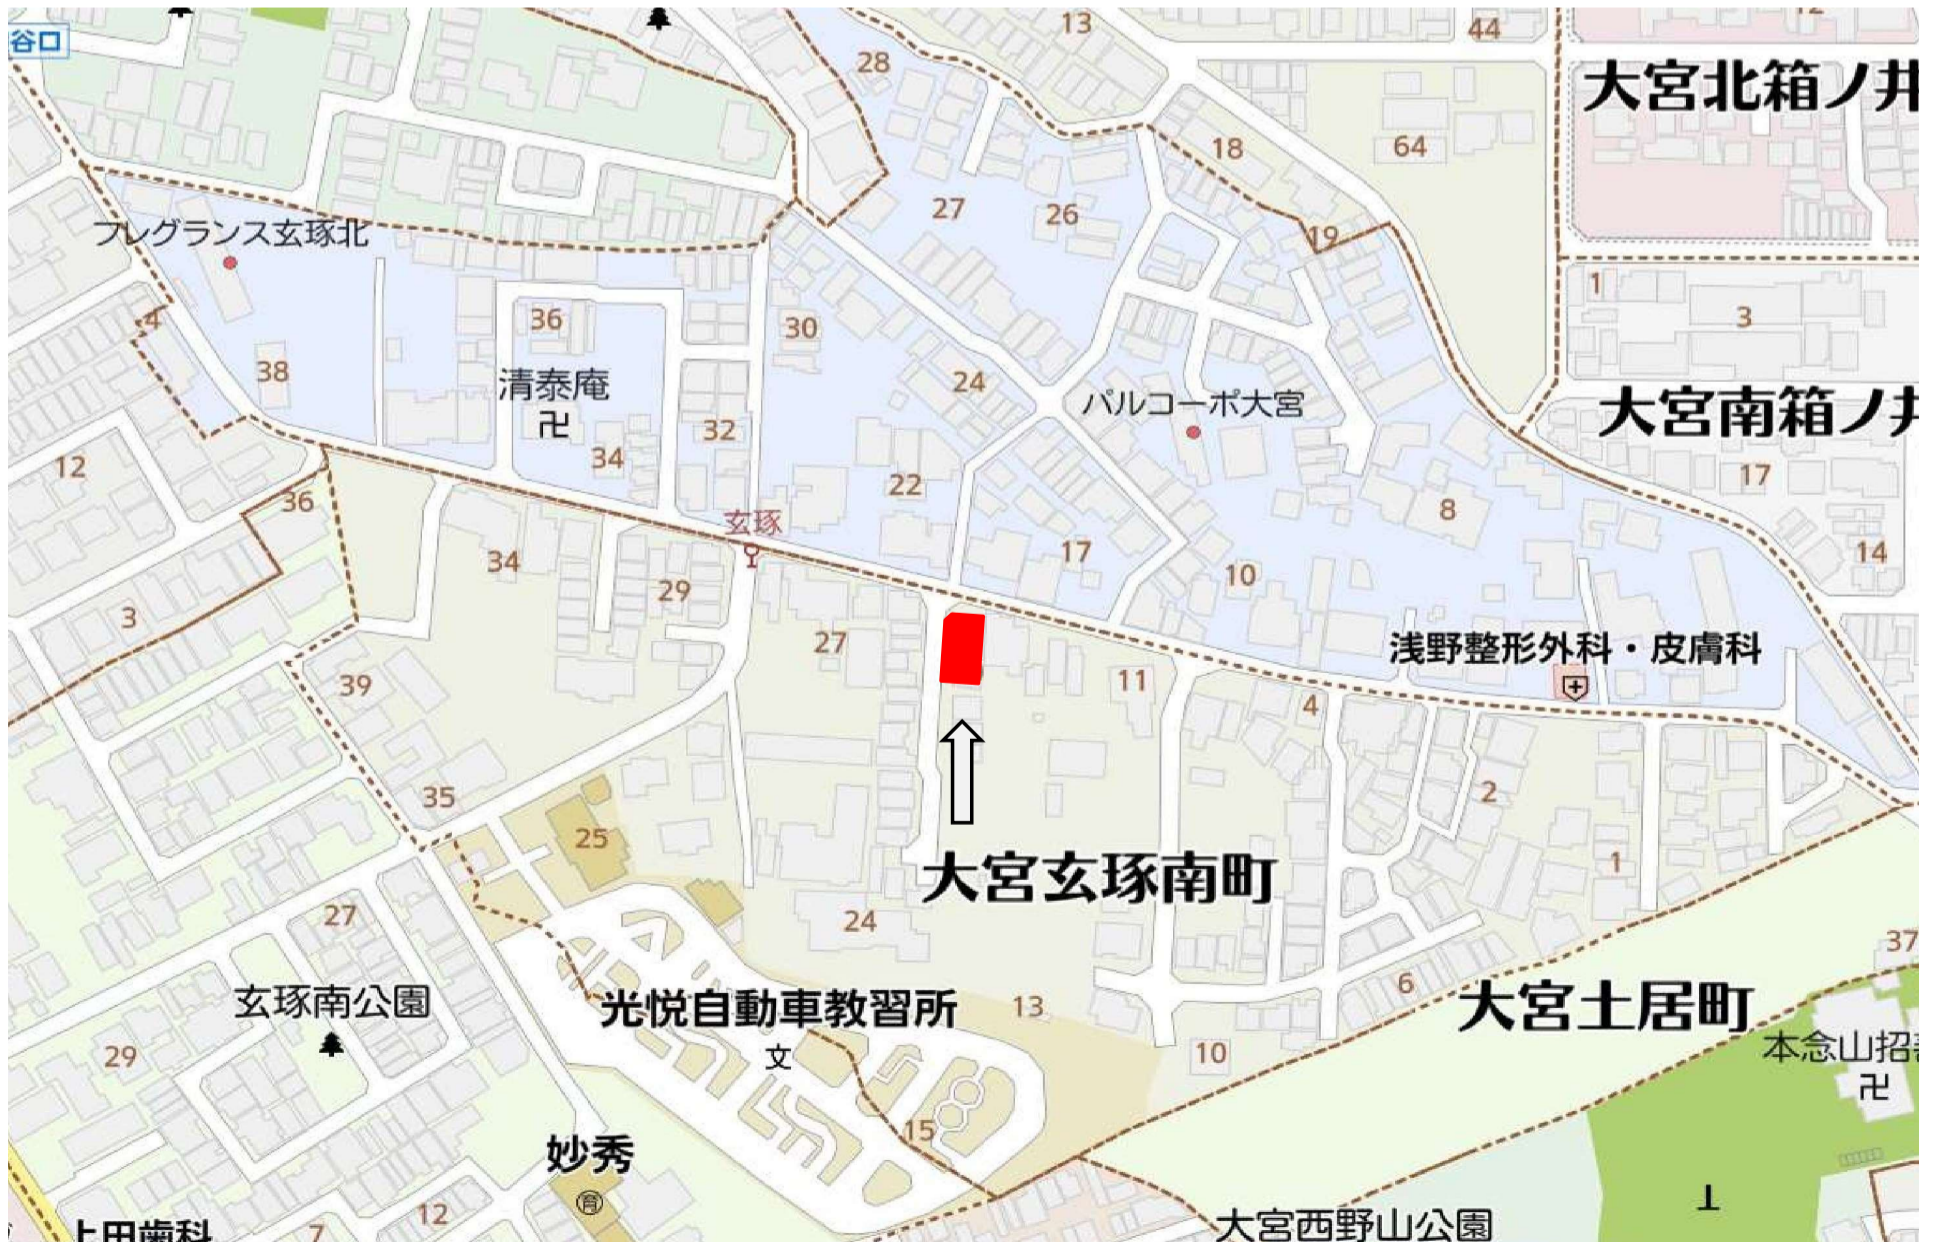 谷口
13
44
12
28
大宮北箱ノ井
18
64
27
26
フレグランス玄琢北
19
1
3
4
36
30
38
清泰庵
24
パルコーポ大宮
大宮南箱ノ井
32
34
12
22
17
36
8
玄琢
17
14
34
29
10
3
27
浅野整形外科・皮膚科
39
11
4
35
2
25
大宮玄琢南町
1
27
24
37
玄琢南公園
光悦自動車教習所
13
6
大宮土居町
29
文
10
本念山招
15
妙秀
12
7
上田歯科
大宮西野山公園